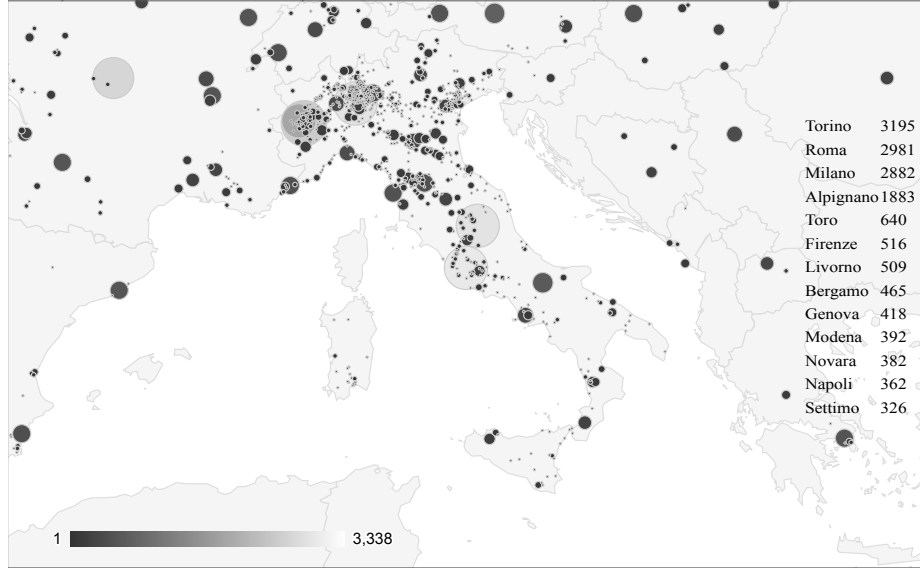 Torino 3195
Roma 2981
Milano 2882
Alpignano 1883
Toro 640
Firenze 516
Livorno 509
Bergamo 465
Genova 418
Modena 392
Novara 382
Napoli 362
Settimo 326
1 3,338